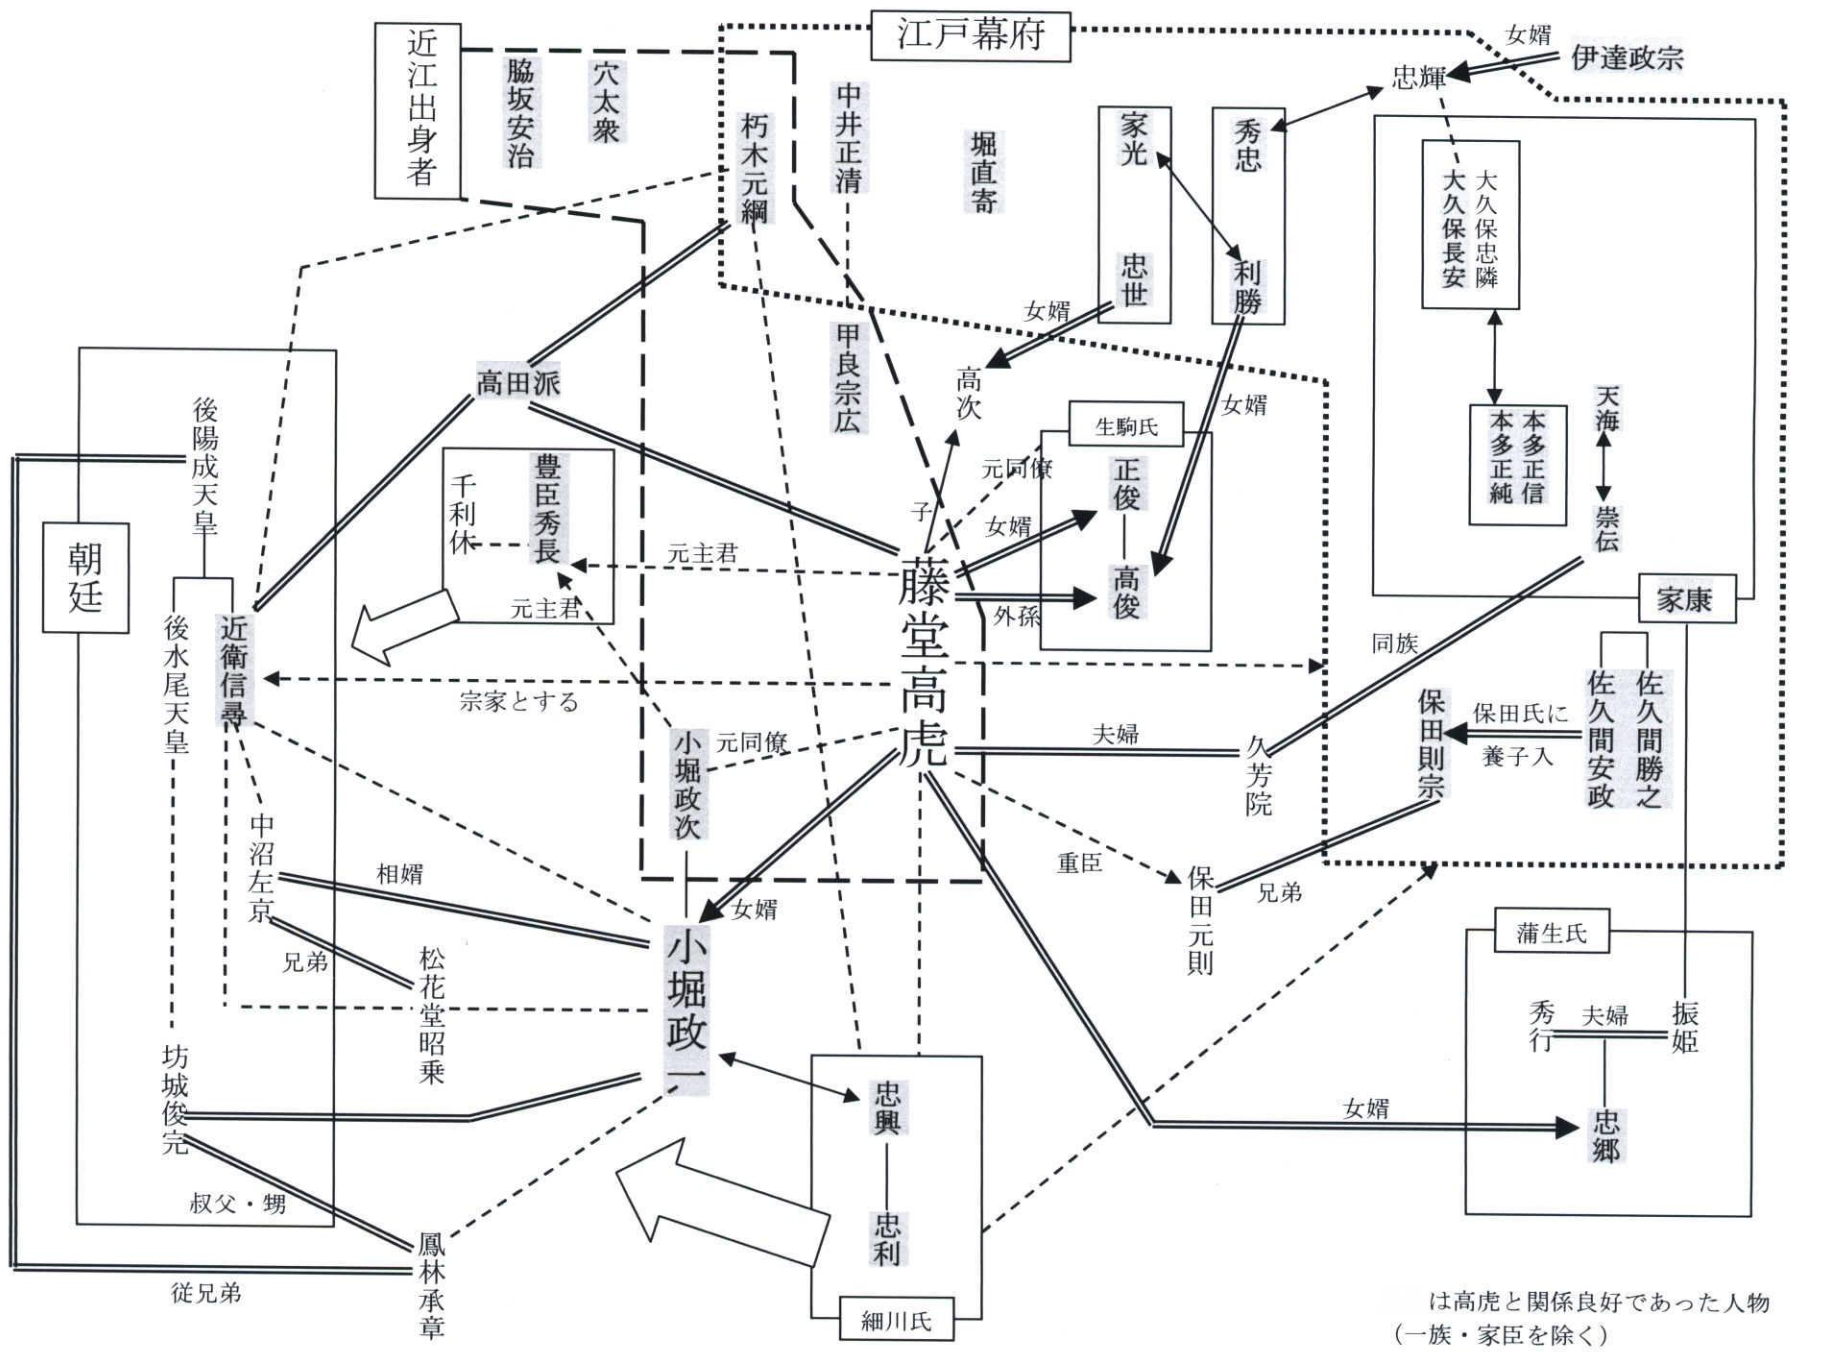 江戸幕府
近江出身者
脇坂安治
穴太衆
朽木元綱
中井正清
堀直寄
家光
忠世
秀忠
利勝
忠輝
女婿
伊達政宗
大久保忠隣
大久保長安
本多正信
本多正純
天海
崇伝
家康
女婿
高次
甲良宗広
高田派
女婿
生駒氏
正俊
高俊
元同僚
子
女婿
外孫
藤堂高虎
元主君
豊臣秀長
千利休
元主君
朝廷
後陽成天皇
後水尾天皇
近衛信尋
宗家とする
小堀政次
元同僚
夫婦
久芳院
同族
保田則宗
保田氏に
養子入
佐久間勝之
佐久間安政
重臣
保田元則
兄弟
中沼左京
相婿
兄弟
松花堂昭乗
女婿
小堀政一
坊城俊完
叔父・甥
鳳林承章
従兄弟
忠興
忠利
細川氏
女婿
蒲生氏
秀行
夫婦
振姫
忠郷
は高虎と関係良好であった人物
(一族・家臣を除く)